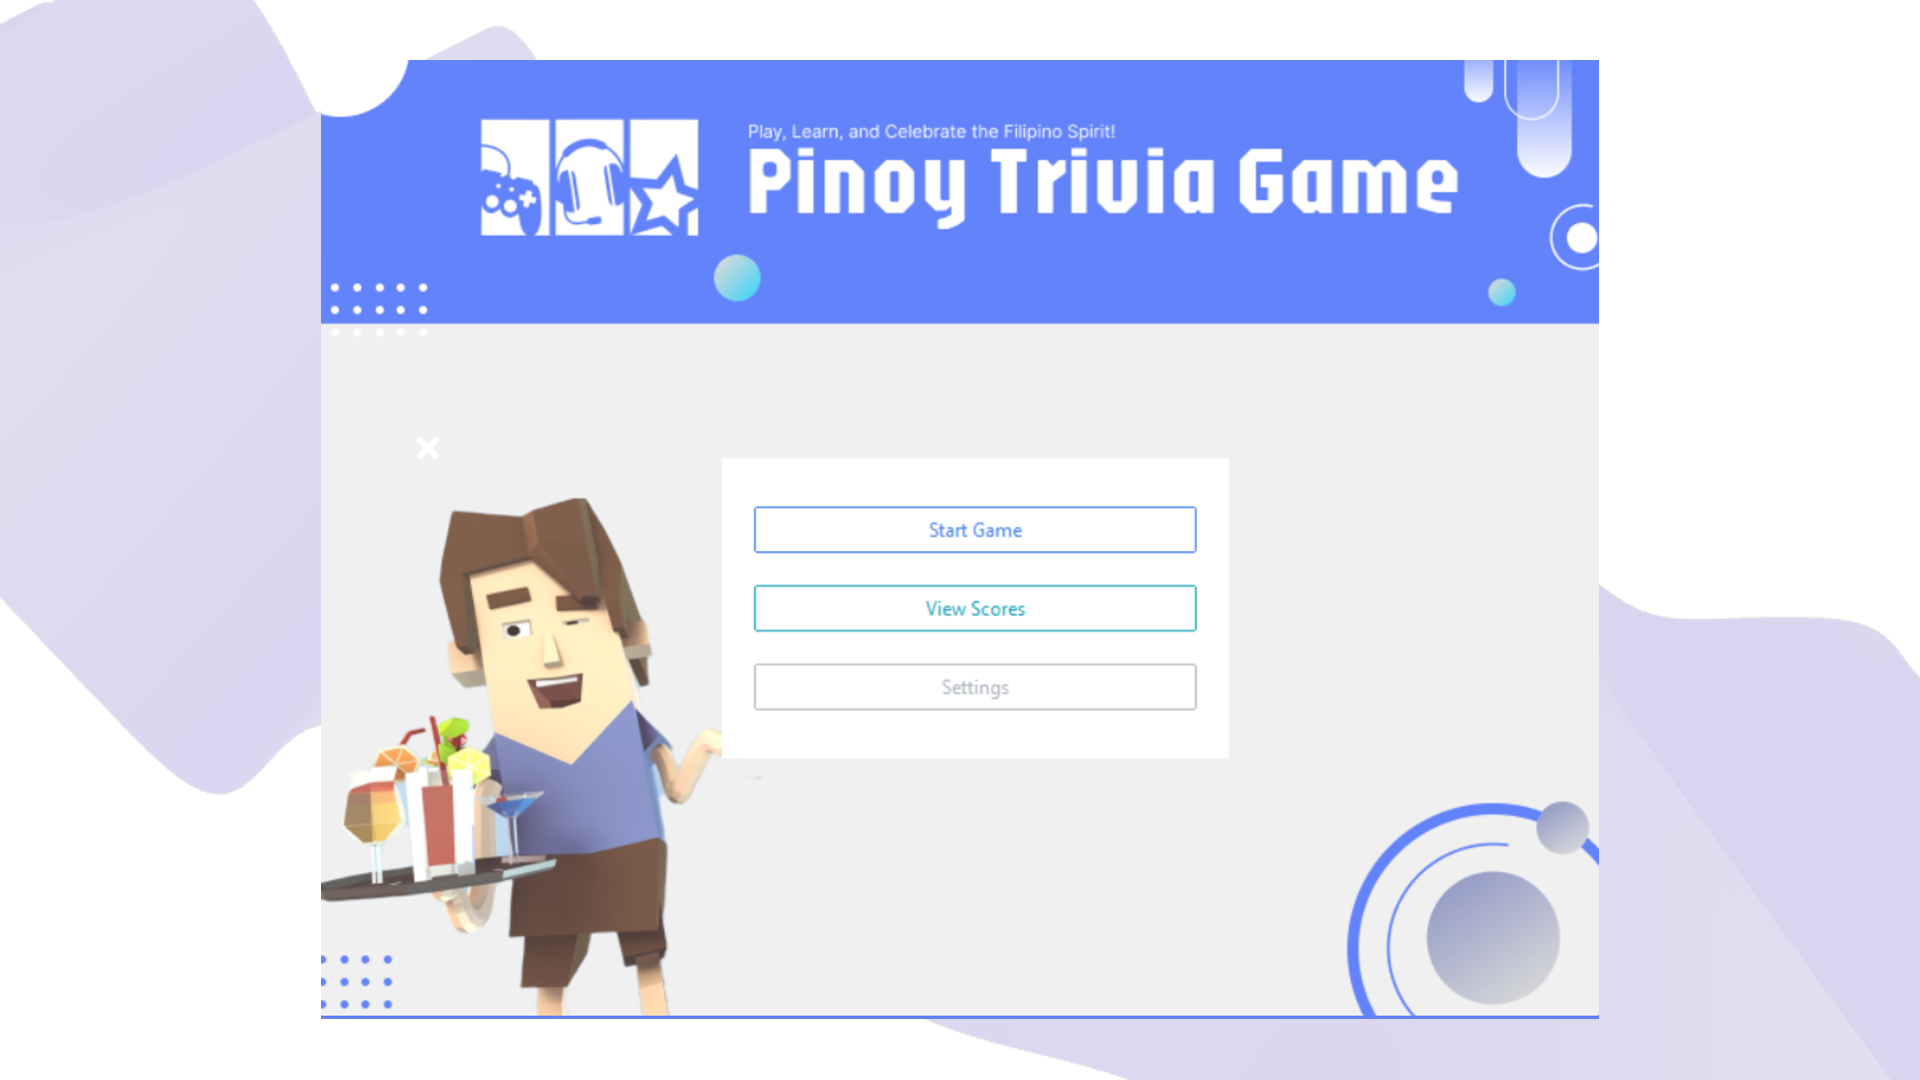 Play, Learn, and Celebrate the Filipino Spirit!
Pinoy Trivia Game
Start Game
View Scores
Settings